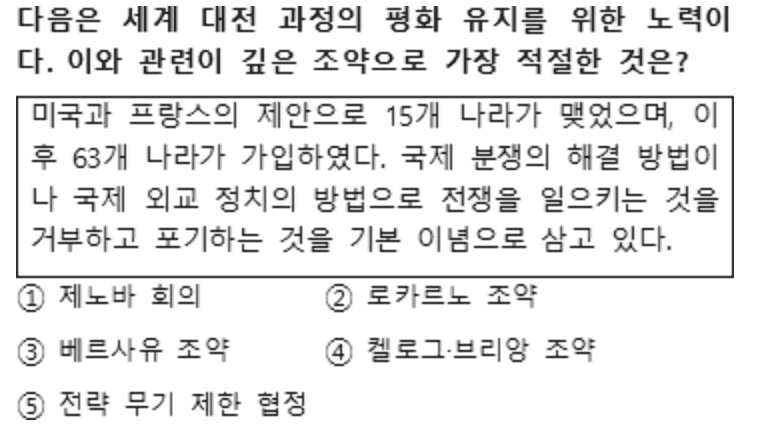 다음은 세계 대전 과정의 평화 유지를 위한 노력이
다. 이와 관련이 깊은 조약으로 가장 적절한 것은?
미국과 프랑스의 제안으로 15개 나라가 맺었으며, 이
후 63개 나라가 가입하였다. 국제 분쟁의 해결 방법이
나 국제 외교 정치의 방법으로 전쟁을 일으키는 것을
거부하고 포기하는 것을 기본 이념으로 삼고 있다.
① 제노바 회의 ② 로카르노 조약
③ 베르사유 조약 ④ 켈로그·브리앙 조약
⑤ 전략 무기 제한 협정